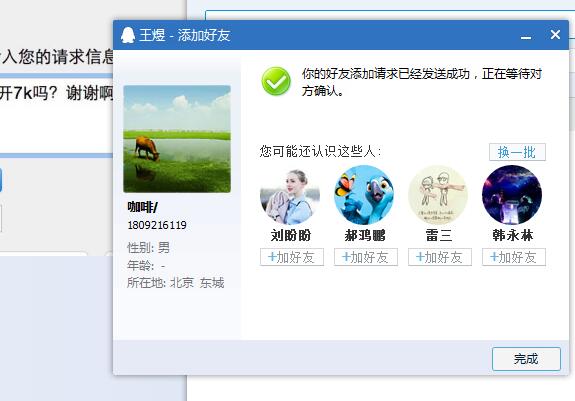 王煜 - 添加好友
入您的请求信息
开7k吗？谢谢啊
你的好友添加请求已经发送成功，正在等待对
方确认。
咖啡/
1809216119
性别: 男
年龄: -
所在地: 北京 东城
您可能还认识这些人:
换一批
刘盼盼
郝鸿鹏
雷三
韩永林
+加好友
+加好友
+加好友
+加好友
完成